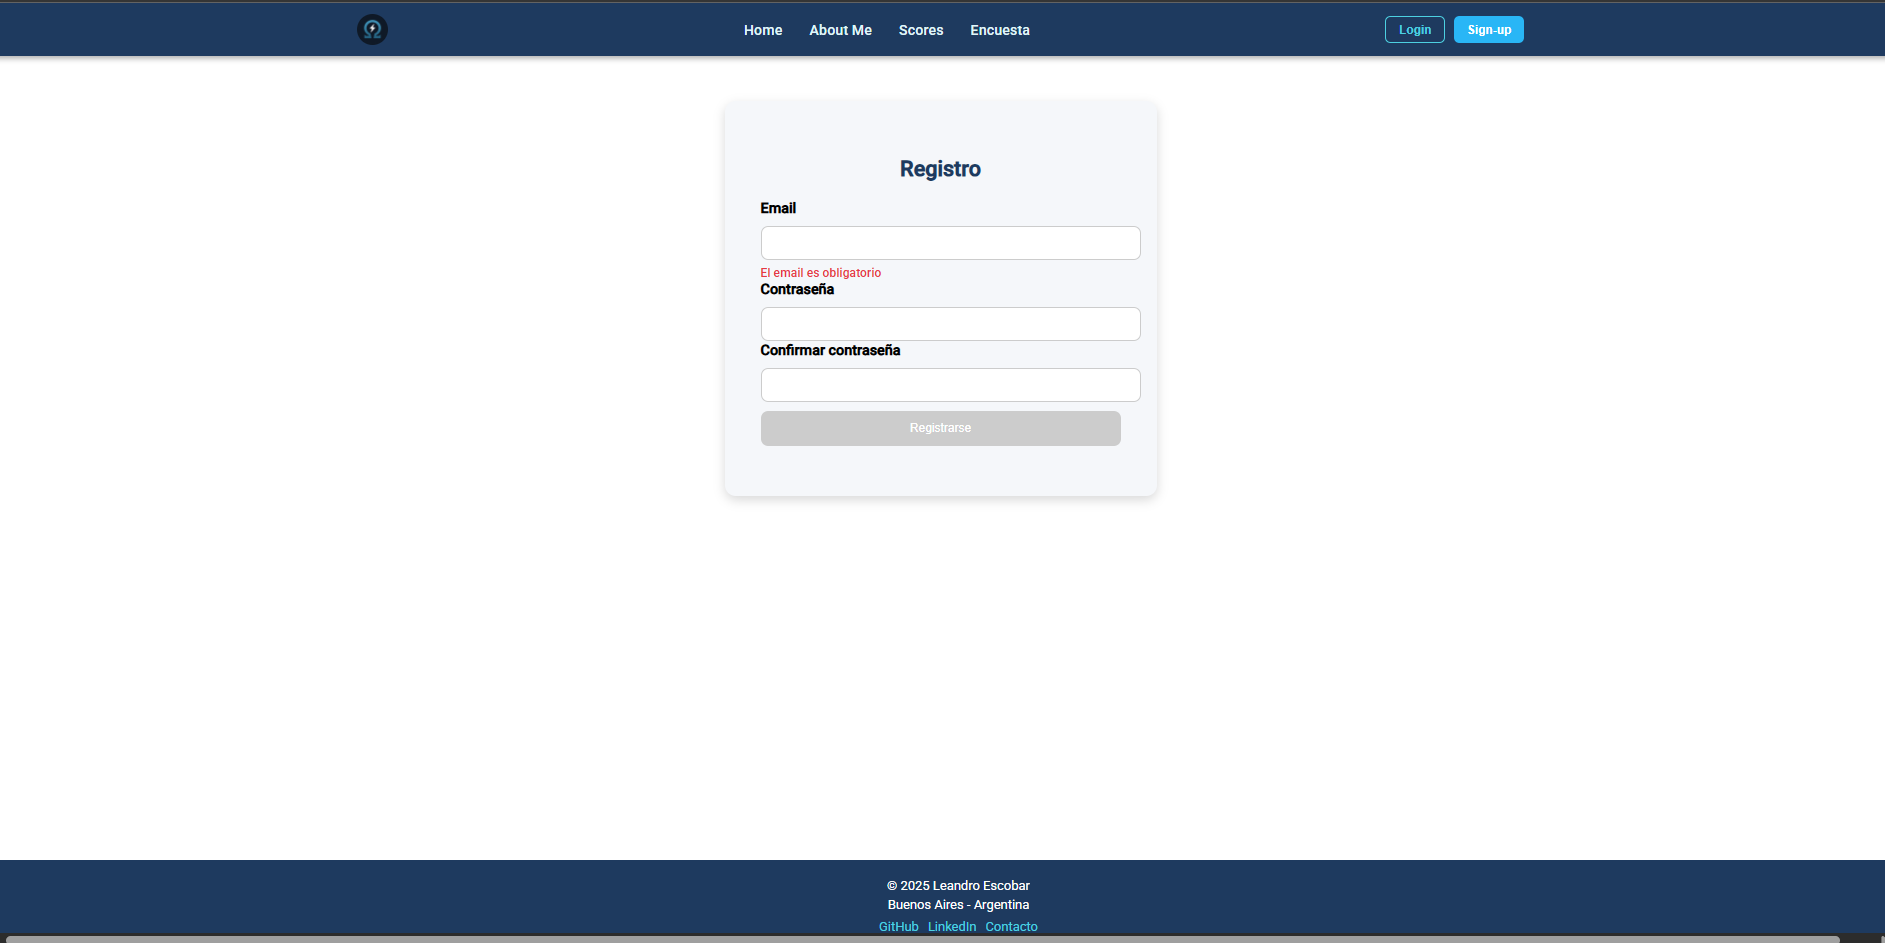 Home About Me Scores Encuesta Login Sign-up
Registro
Email
El email es obligatorio
Contraseña
Confirmar contraseña
Registrarse
© 2025 Leandro Escobar
Buenos Aires - Argentina
GitHub LinkedIn Contacto